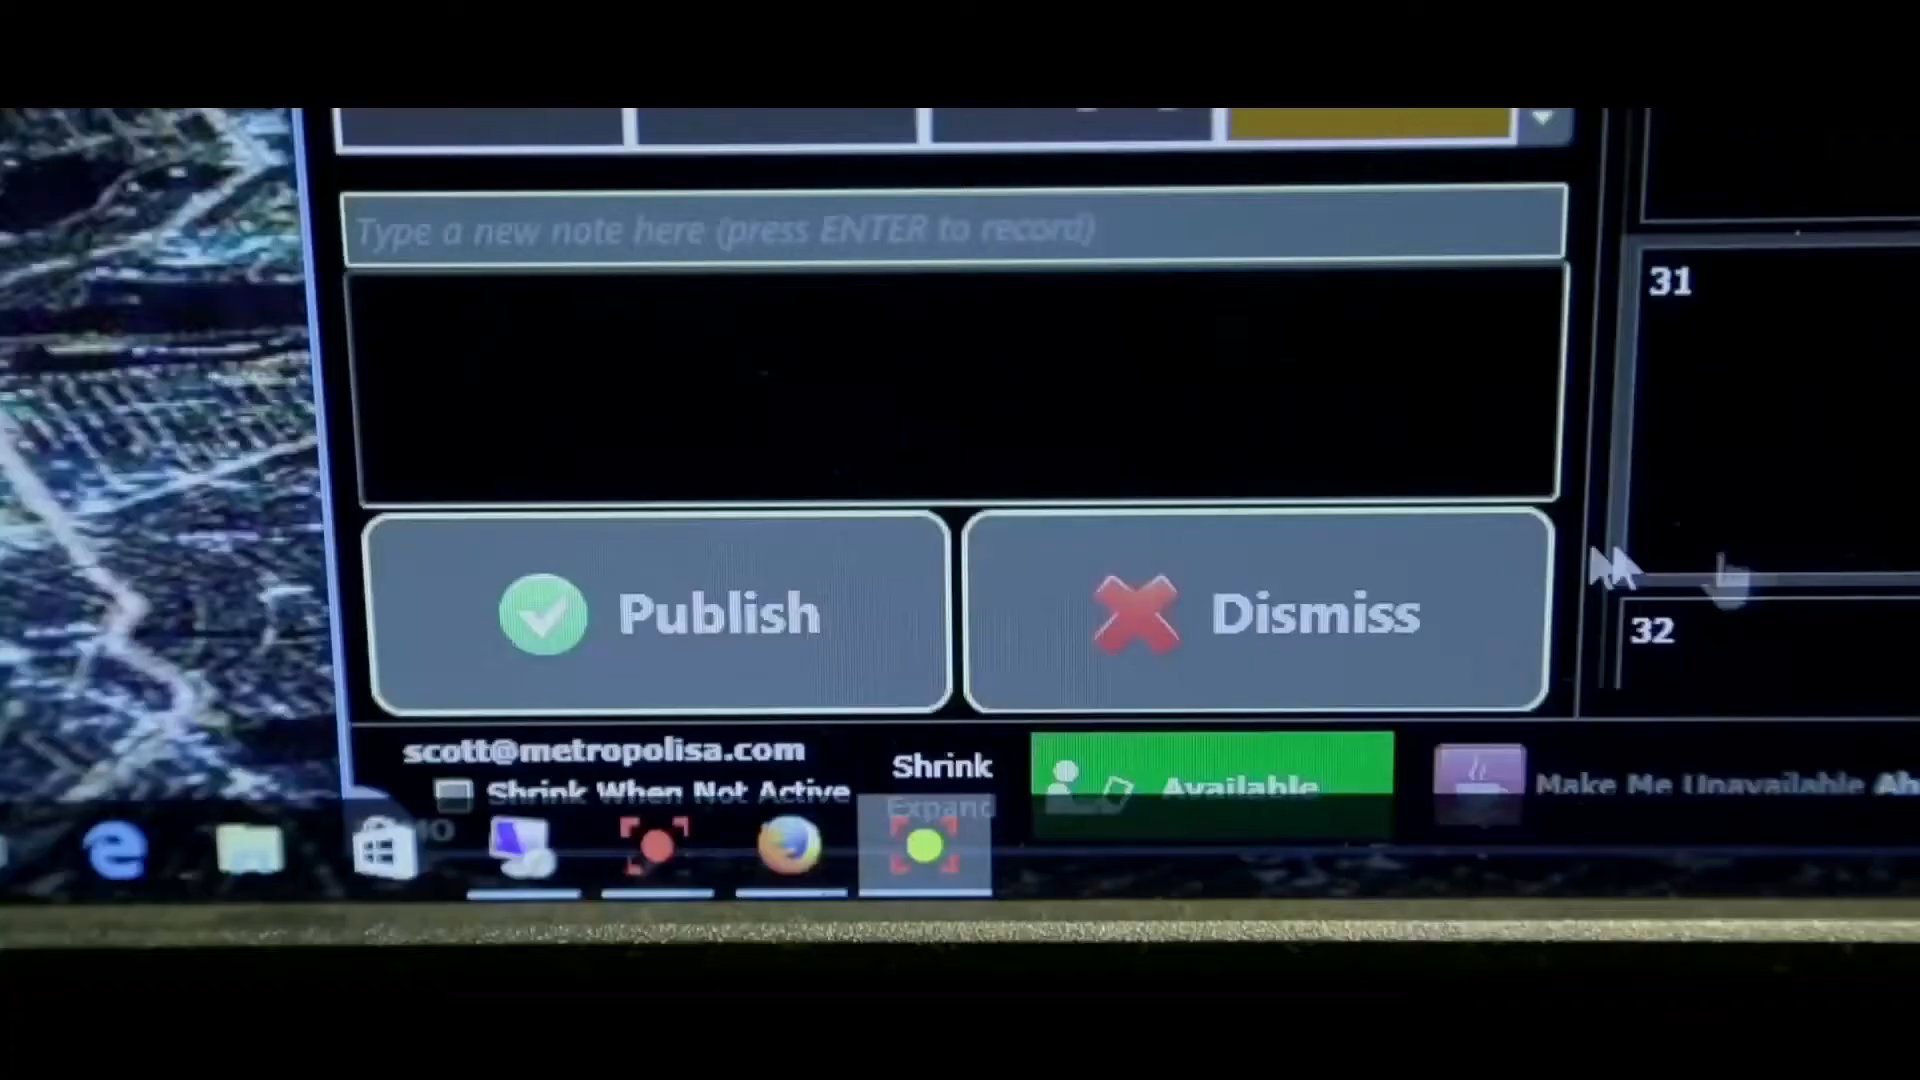 Type a new note here (press ENTER to record)
31
Publish
Dismiss
32
scott@metropolisa.com
Shrink
Shrink When Not Active
Expand
Available
Make Me Unavailable